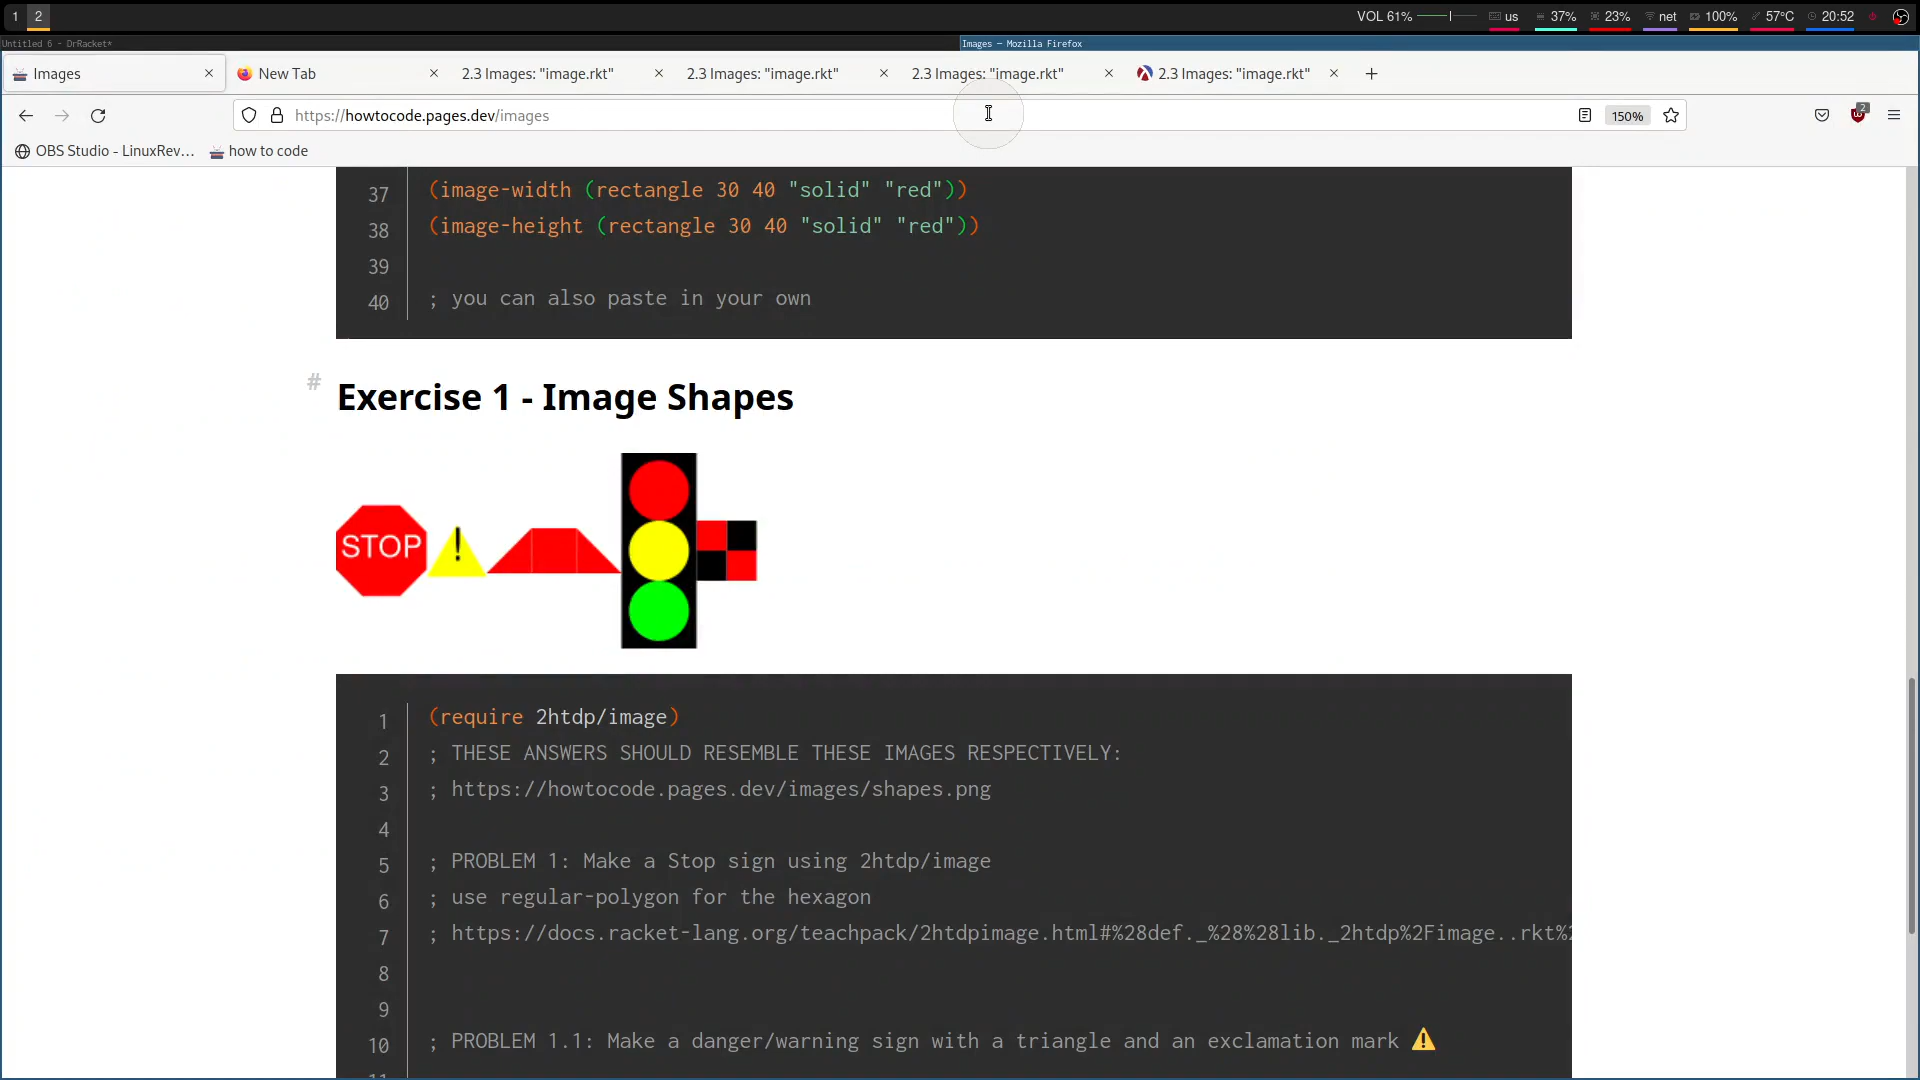 1 2 VOL 61% us 37% 23% net 100% 57°C 20:52
Untitled 6 - DrRacket* Images — Mozilla Firefox
Images New Tab 2.3 Images: "image.rkt" 2.3 Images: "image.rkt" 2.3 Images: "image.rkt" 2.3 Images: "image.rkt"
https://howtocode.pages.dev/images 150% 2
OBS Studio - LinuxRev… how to code
37 (image-width (rectangle 30 40 "solid" "red"))
38 (image-height (rectangle 30 40 "solid" "red"))
39
40 ; you can also paste in your own
# Exercise 1 - Image Shapes
STOP !
1 (require 2htdp/image)
2 ; THESE ANSWERS SHOULD RESEMBLE THESE IMAGES RESPECTIVELY:
3 ; https://howtocode.pages.dev/images/shapes.png
4
5 ; PROBLEM 1: Make a Stop sign using 2htdp/image
6 ; use regular-polygon for the hexagon
7 ; https://docs.racket-lang.org/teachpack/2htdpimage.html#%28def._%28%28lib._2htdp%2Fimage..rkt%2
8
9
10 ; PROBLEM 1.1: Make a danger/warning sign with a triangle and an exclamation mark ⚠️